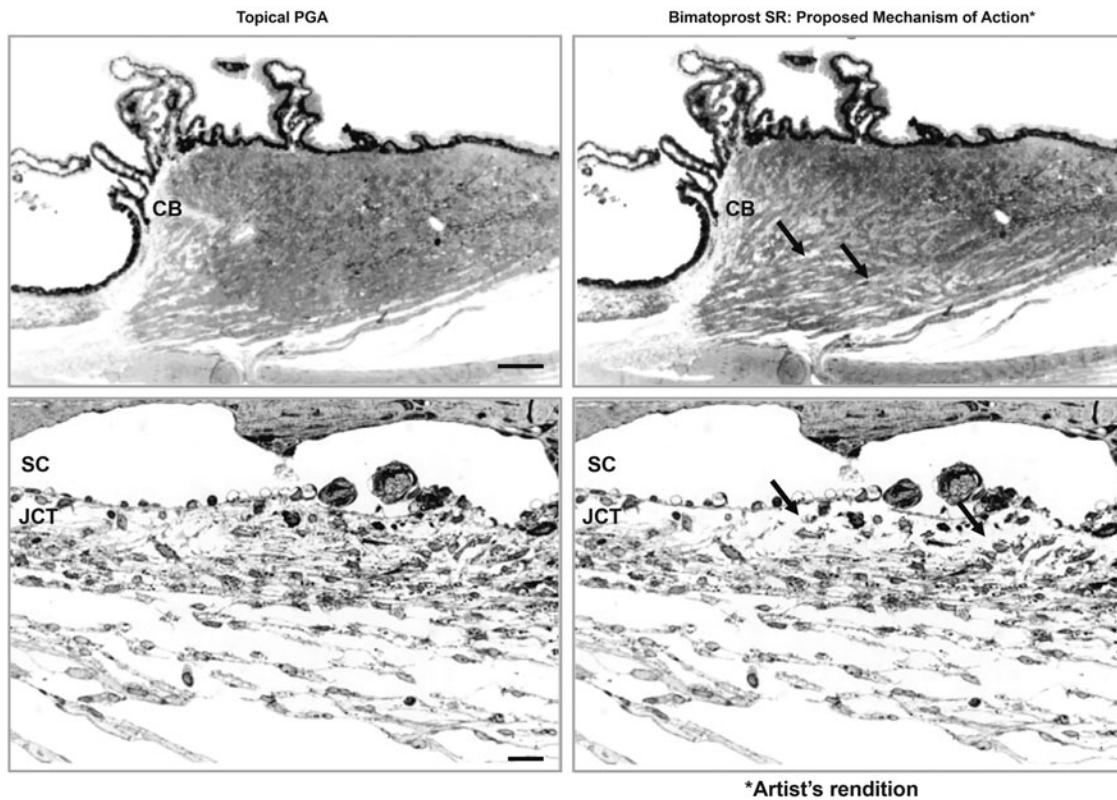 Topical PGA
Bimatoprost SR: Proposed Mechanism of Action*
CB
CB
SC
JCT
SC
JCT
*Artist's rendition